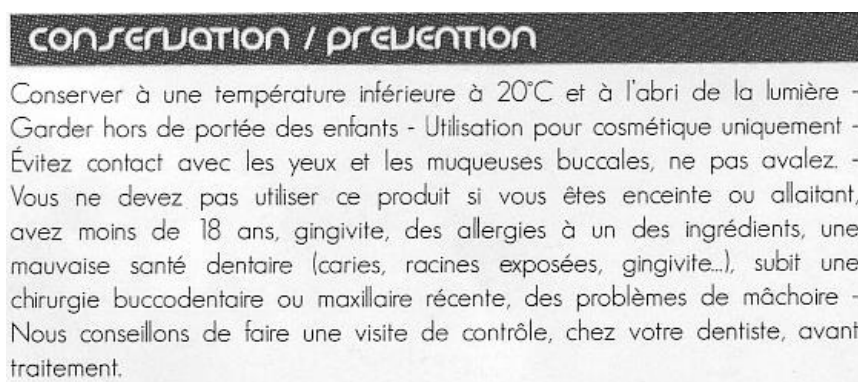 conservation / prevention
Conserver à une température inférieure à 20°C et à l'abri de la lumière -
Garder hors de portée des enfants - Utilisation pour cosmétique uniquement -
Évitez contact avec les yeux et les muqueuses buccales, ne pas avalez. -
Vous ne devez pas utiliser ce produit si vous êtes enceinte ou allaitant,
avez moins de 18 ans, gingivite, des allergies à un des ingrédients, une
mauvaise santé dentaire (caries, racines exposées, gingivite...), subit une
chirurgie buccodentaire ou maxillaire récente, des problèmes de mâchoire -
Nous conseillons de faire une visite de contrôle, chez votre dentiste, avant
traitement.